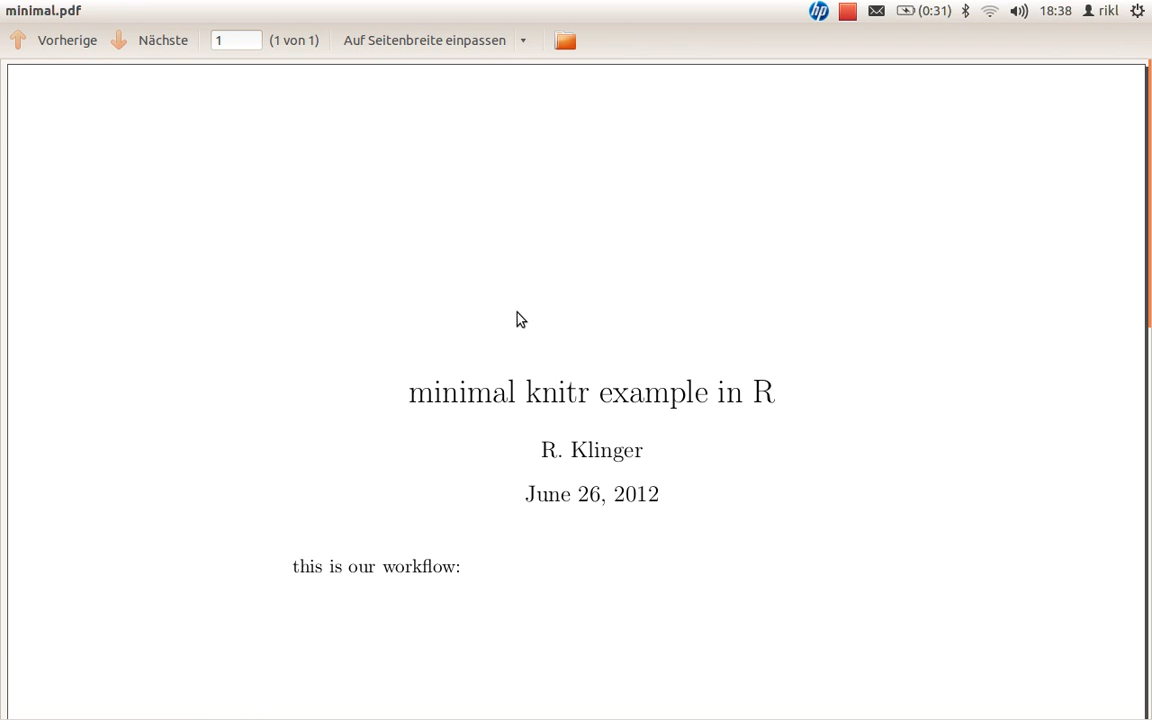 minimal.pdf
hp (0:31) 18:38 rikl
Vorherige Nächste 1 (1 von 1) Auf Seitenbreite einpassen
minimal knitr example in R
R. Klinger
June 26, 2012
this is our workflow: